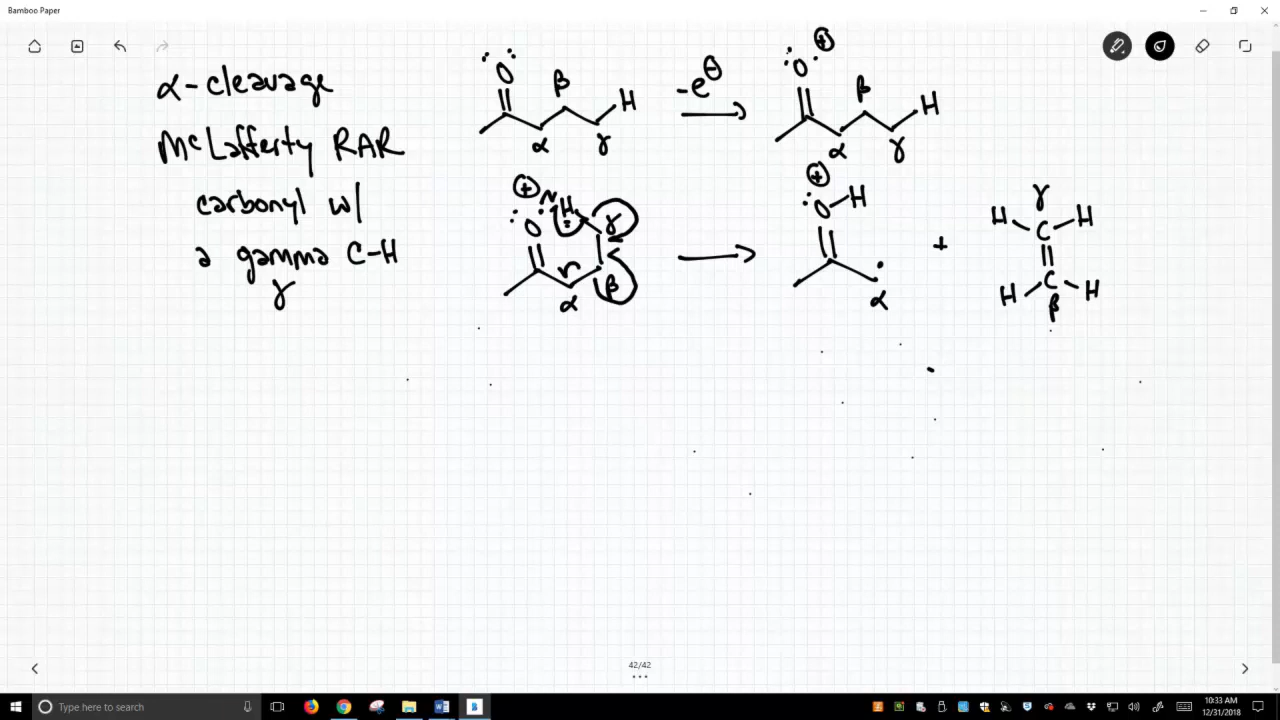 Bamboo Paper
α-cleavage
McLafferty RAR
carbonyl w/
a gamma C-H
γ
O β H α γ
-e⊖
⊕ O β H α γ
⊕ O H γ β α
⊕ O-H α
+
γ
H C H
H C H
β
42/42
Type here to search
10:33 AM
12/31/2018